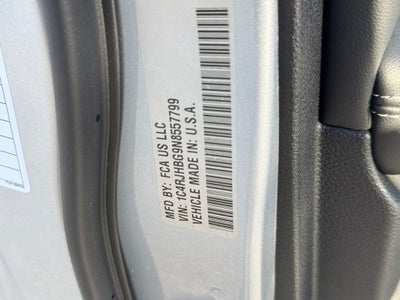 MFD BY: FCA US LLC
VIN: 1C4RJHBG9N8557799
VEHICLE MADE IN: U.S.A.